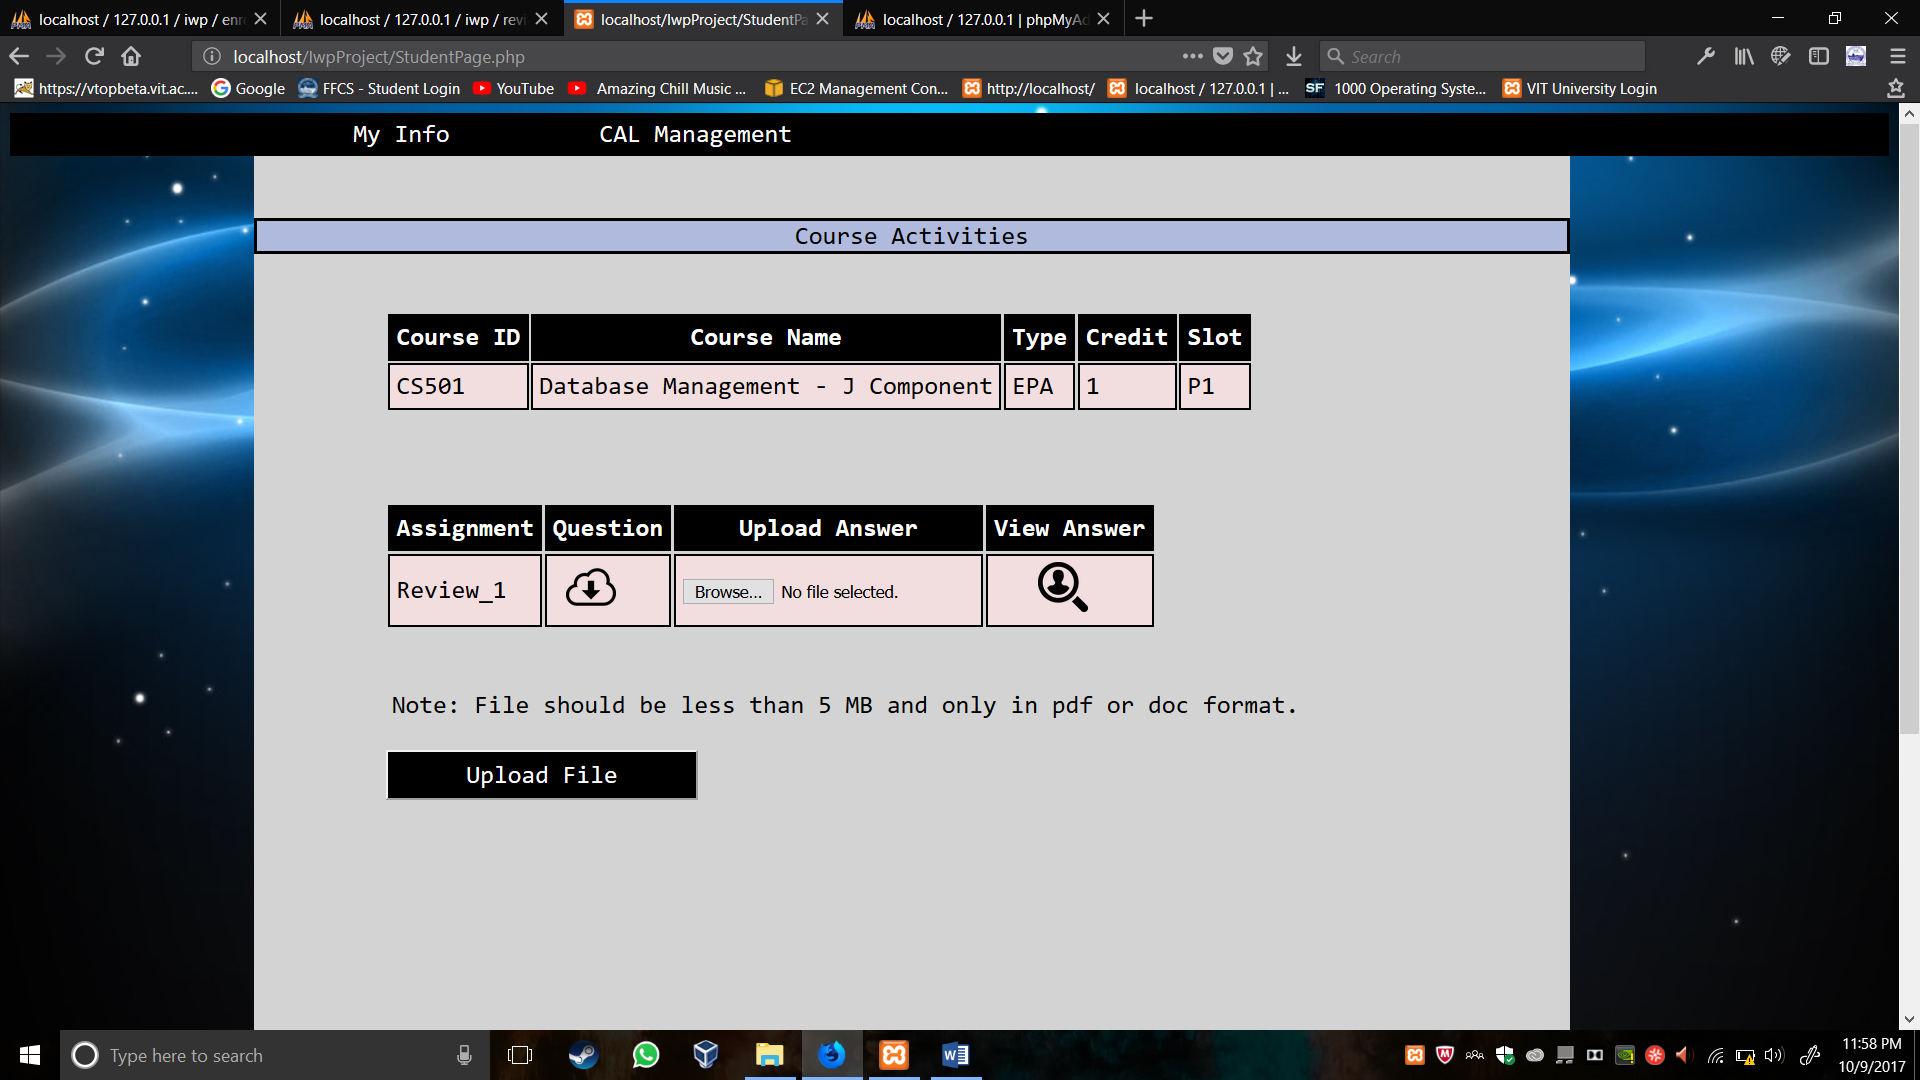 localhost / 127.0.0.1 / iwp / enr
localhost / 127.0.0.1 / iwp / revi
localhost/IwpProject/StudentPa
localhost / 127.0.0.1 | phpMyAd
localhost/IwpProject/StudentPage.php
Search
https://vtopbeta.vit.ac....
Google
FFCS - Student Login
YouTube
Amazing Chill Music ...
EC2 Management Con...
http://localhost/
localhost / 127.0.0.1 | ...
SF 1000 Operating Syste...
VIT University Login
My Info CAL Management
Course Activities
Course ID Course Name Type Credit Slot
CS501 Database Management - J Component EPA 1 P1
Assignment Question Upload Answer View Answer
Review_1 Browse... No file selected.
Note: File should be less than 5 MB and only in pdf or doc format.
Upload File
Type here to search
11:58 PM
10/9/2017